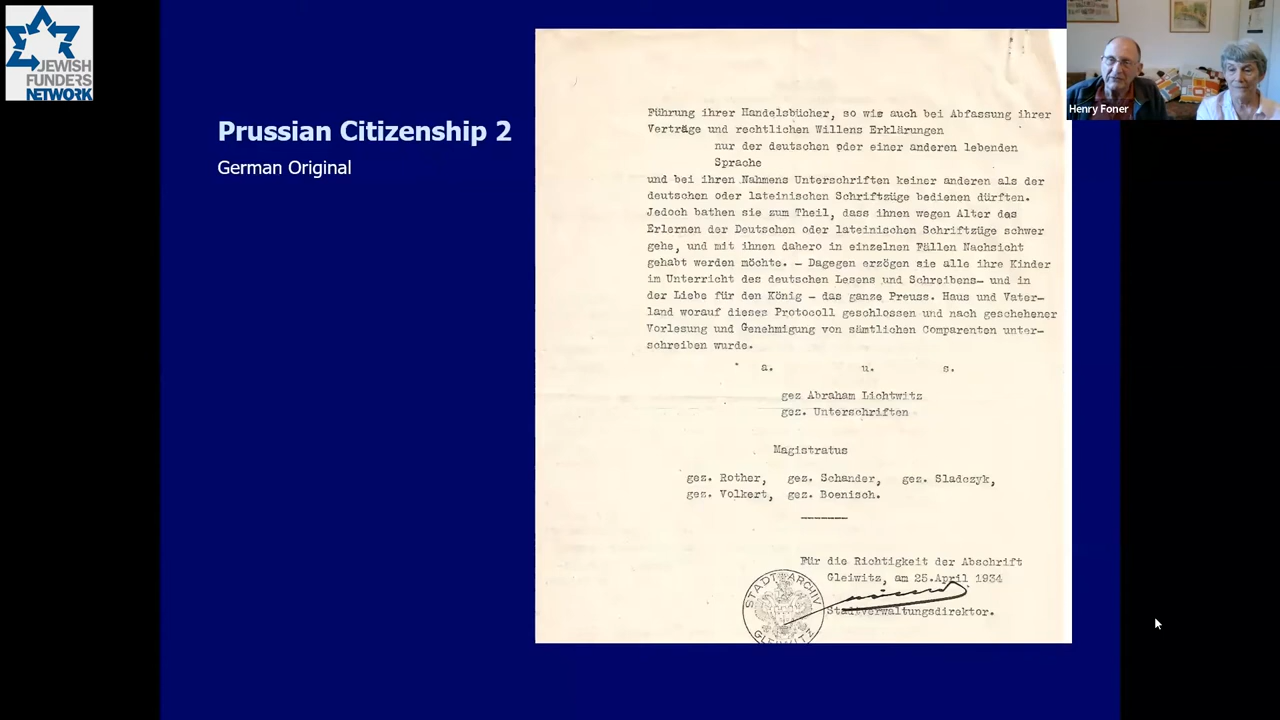 JEWISH
FUNDERS
NETWORK
Henry Foner
Prussian Citizenship 2
German Original
Führung ihrer Handelsbücher, so wie auch bei Abfassung ihrer
Verträge und rechtlichen Willens Erklärungen
nur der deutschen oder einer anderen lebenden
Sprache
und bei ihren Nahmens Unterschriften keiner anderen als der
deutschen oder lateinischen Schriftzüge bedienen dürften.
Jedoch bathen sie zum Theil, dass ihnen wegen Alter das
Erlernen der Deutschen oder lateinischen Schriftzüge schwer
gehe, und mit ihnen dahero in einzelnen Fällen Nachsicht
gehabt werden möchte. - Dagegen erzögen sie alle ihre Kinder
im Unterricht des deutschen Lesens und Schreibens- und in
der Liebe für den König - das ganze Preuss. Haus und Vater-
land worauf dieses Protocoll geschlossen und nach geschehener
Vorlesung und Genehmigung von sämtlichen Comparenten unter-
schreiben wurde.
a. u. s.
gez Abraham Lichtwitz
gez. Unterschriften
Magistratus
gez. Rother, gez. Schander, gez. Sladczyk,
gez. Volkert, gez. Boenisch.
Für die Richtigkeit der Abschrift
Gleiwitz, am 25.April 1934
Stadtverwaltungsdirektor.
STADT ARCHIV
GLEIWITZ